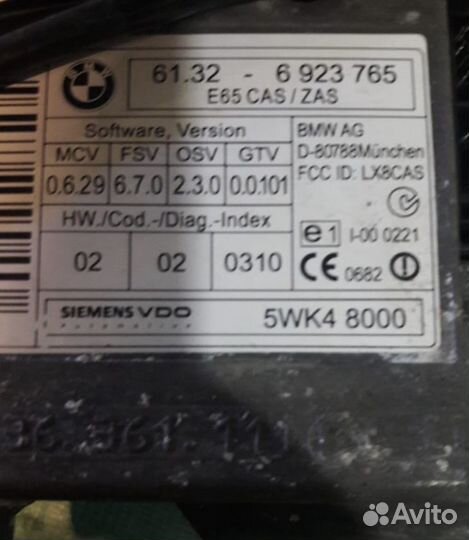 BMW
61.32 - 6 923 765
E65 CAS / ZAS
Software, Version
MCV FSV OSV GTV
0.6.29 6.7.0 2.3.0 0.0.101
HW./Cod.-/Diag.-Index
02 02 0310
BMW AG
D-80788München
FCC ID: LX8CAS
e1 I-00 0221
CE 0682
SIEMENS VDO
Automotive
5WK4 8000
Avito